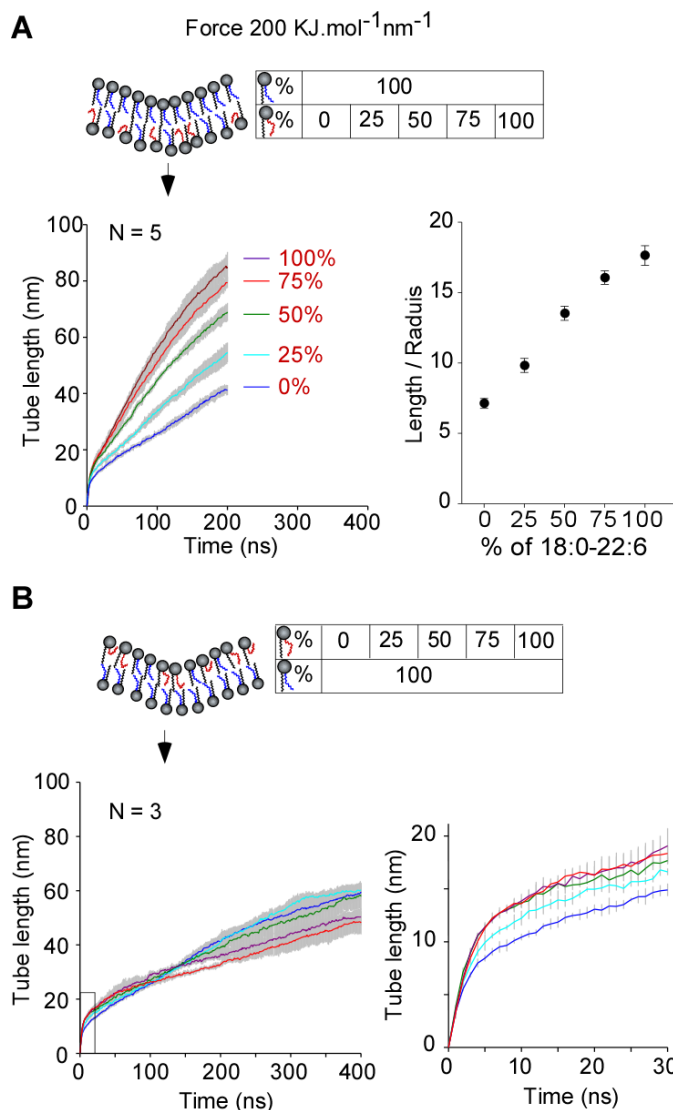 A
Force 200 KJ.mol-1nm-1
% 100
% 0 25 50 75 100
N = 5
100%
75%
50%
25%
0%
Tube length (nm)
100
80
60
40
20
0
0 100 200 300 400
Time (ns)
Length / Raduis
20
15
10
5
0
0 25 50 75 100
% of 18:0-22:6
B
% 0 25 50 75 100
% 100
N = 3
Tube length (nm)
100
80
60
40
20
0
0 100 200 300 400
Time (ns)
Tube length (nm)
20
10
0
0 10 20 30
Time (ns)